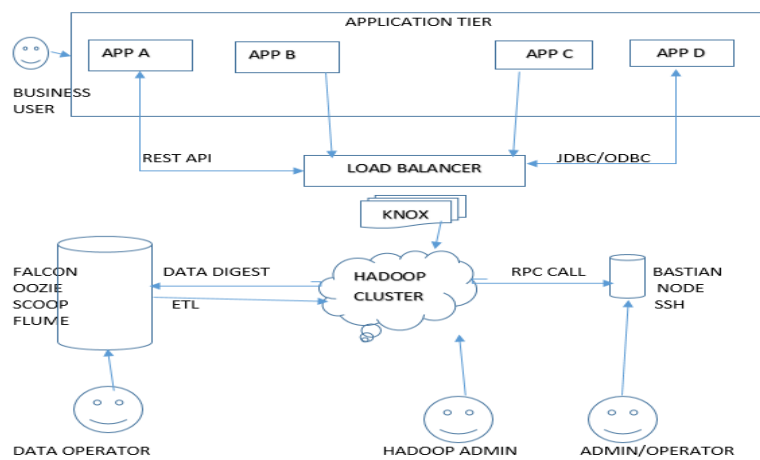 APPLICATION TIER
APP A
APP B
APP C
APP D
BUSINESS
USER
REST API
LOAD BALANCER
JDBC/ODBC
KNOX
FALCON
OOZIE
SCOOP
FLUME
DATA DIGEST
ETL
HADOOP
CLUSTER
RPC CALL
BASTIAN
NODE
SSH
DATA OPERATOR
HADOOP ADMIN
ADMIN/OPERATOR